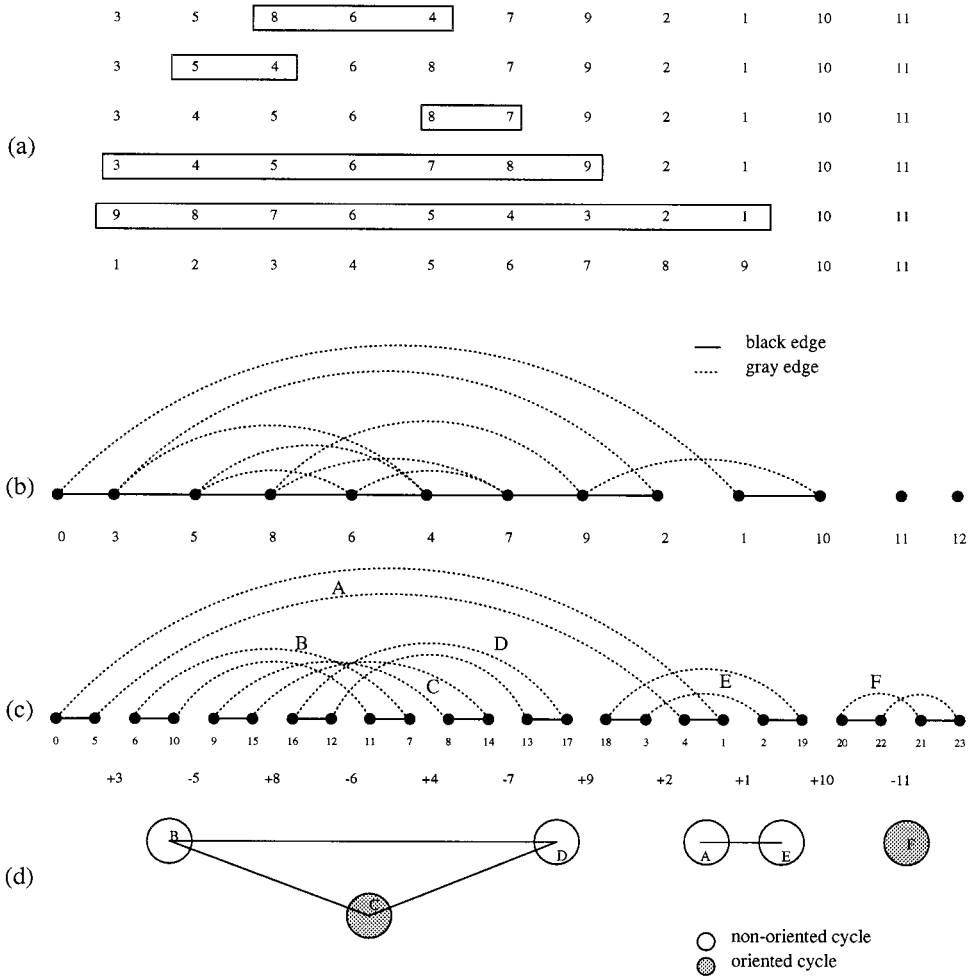 3 5 8 6 4 7 9 2 1 10 11
3 5 4 6 8 7 9 2 1 10 11
3 4 5 6 8 7 9 2 1 10 11
(a)
3 4 5 6 7 8 9 2 1 10 11
9 8 7 6 5 4 3 2 1 10 11
1 2 3 4 5 6 7 8 9 10 11
black edge
gray edge
(b)
0 3 5 8 6 4 7 9 2 1 10 11 12
A
B D
C E F
(c)
0 5 6 10 9 15 16 12 11 7 8 14 13 17 18 3 4 1 2 19 20 22 21 23
+3 -5 +8 -6 +4 -7 +9 +2 +1 +10 -11
B D A E F
(d)
C
non-oriented cycle
oriented cycle